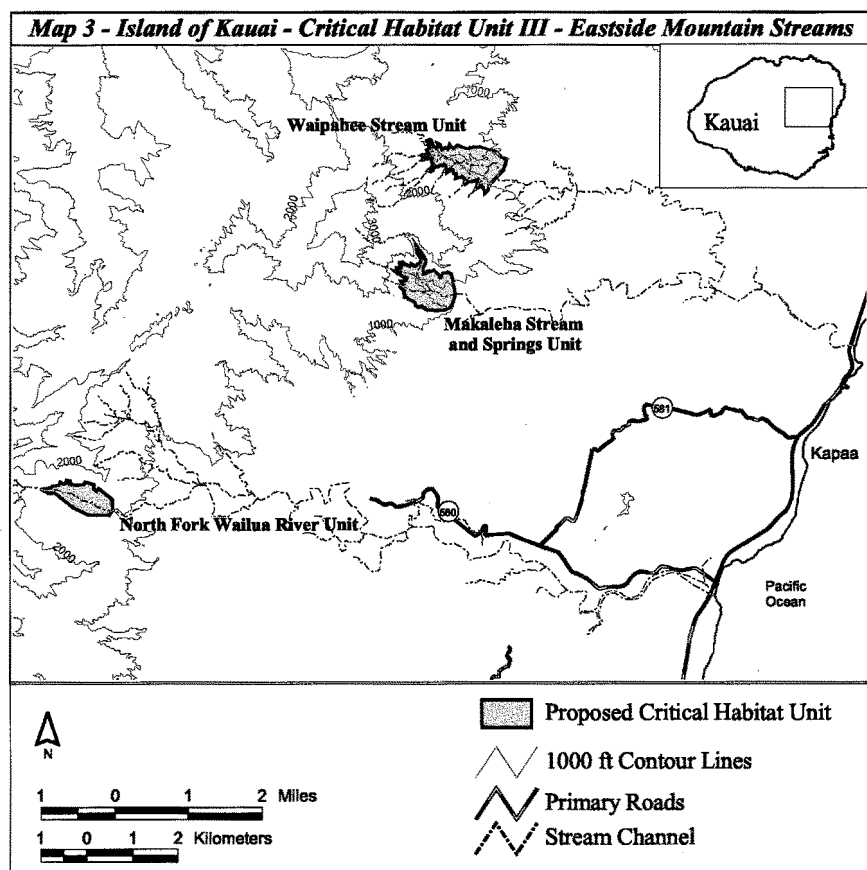 Map 3 - Island of Kauai - Critical Habitat Unit III - Eastside Mountain Streams
Kauai
1000
Waipahee Stream Unit
2000
2000
3000
Makaleha Stream
and Springs Unit
1000
581
Kapaa
2000
North Fork Wailua River Unit
580
2000
Pacific
Ocean
N
1 0 1 2 Miles
1 0 1 2 Kilometers
Proposed Critical Habitat Unit
1000 ft Contour Lines
Primary Roads
Stream Channel